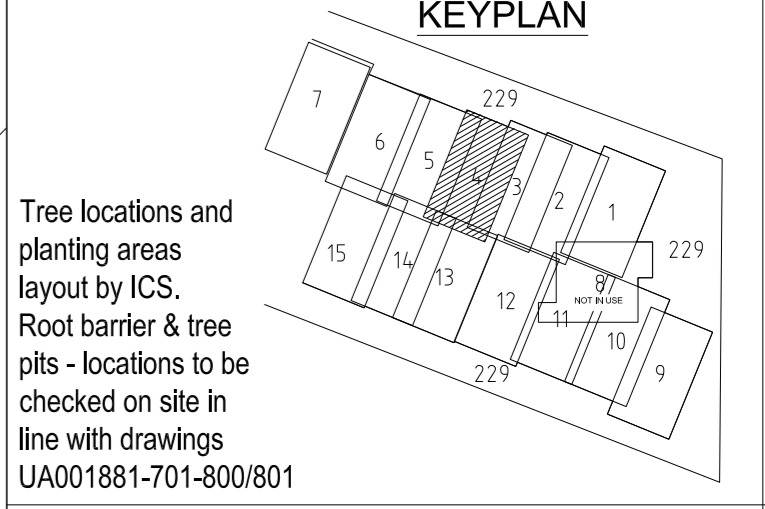 KEYPLAN
229
7
6
5
4
3
2
1
229
15
14
13
12
8
NOT IN USE
11
10
9
229
Tree locations and
planting areas
layout by ICS.
Root barrier & tree
pits - locations to be
checked on site in
line with drawings
UA001881-701-800/801